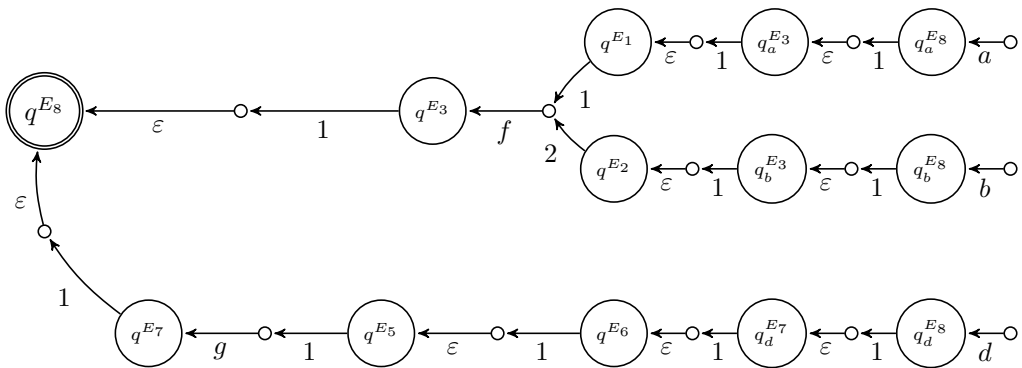 q^{E_1} ε 1 q_a^{E_3} ε 1 q_a^{E_8} a
q^{E_8} ε 1 q^{E_3} f 1
2 q^{E_2} ε 1 q_b^{E_3} ε 1 q_b^{E_8} b
ε
1
q^{E_7} g 1 q^{E_5} ε 1 q^{E_6} ε 1 q_d^{E_7} ε 1 q_d^{E_8} d